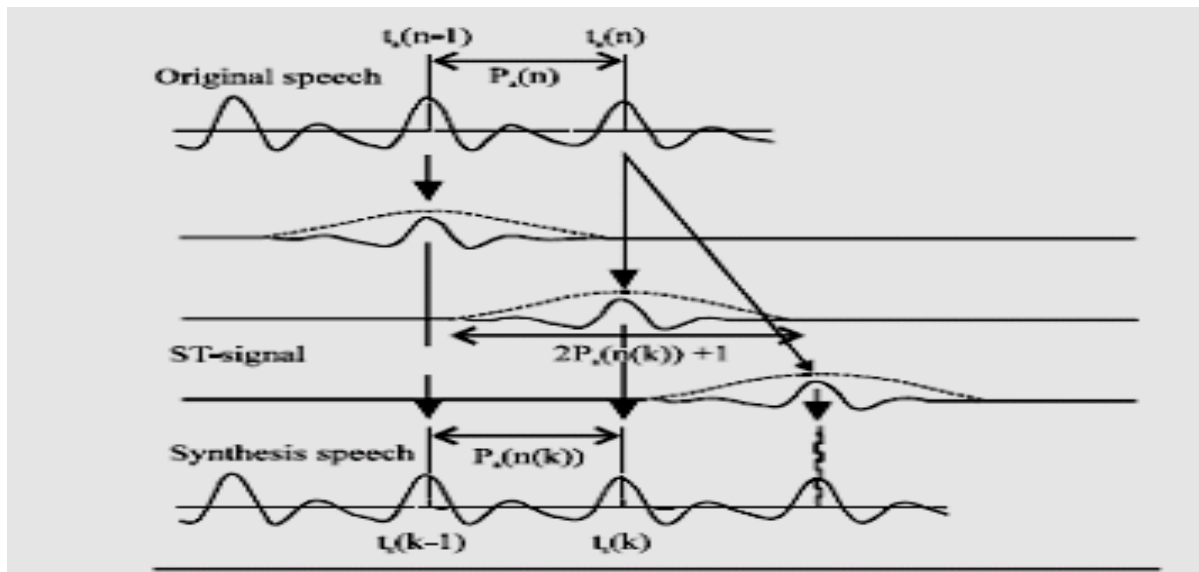 tₐ(n-1) tₐ(n)
Pₐ(n)
Original speech
2Pₐ(n(k)) +1
ST-signal
Pₐ(n(k))
Synthesis speech
tₛ(k-1) tₛ(k)